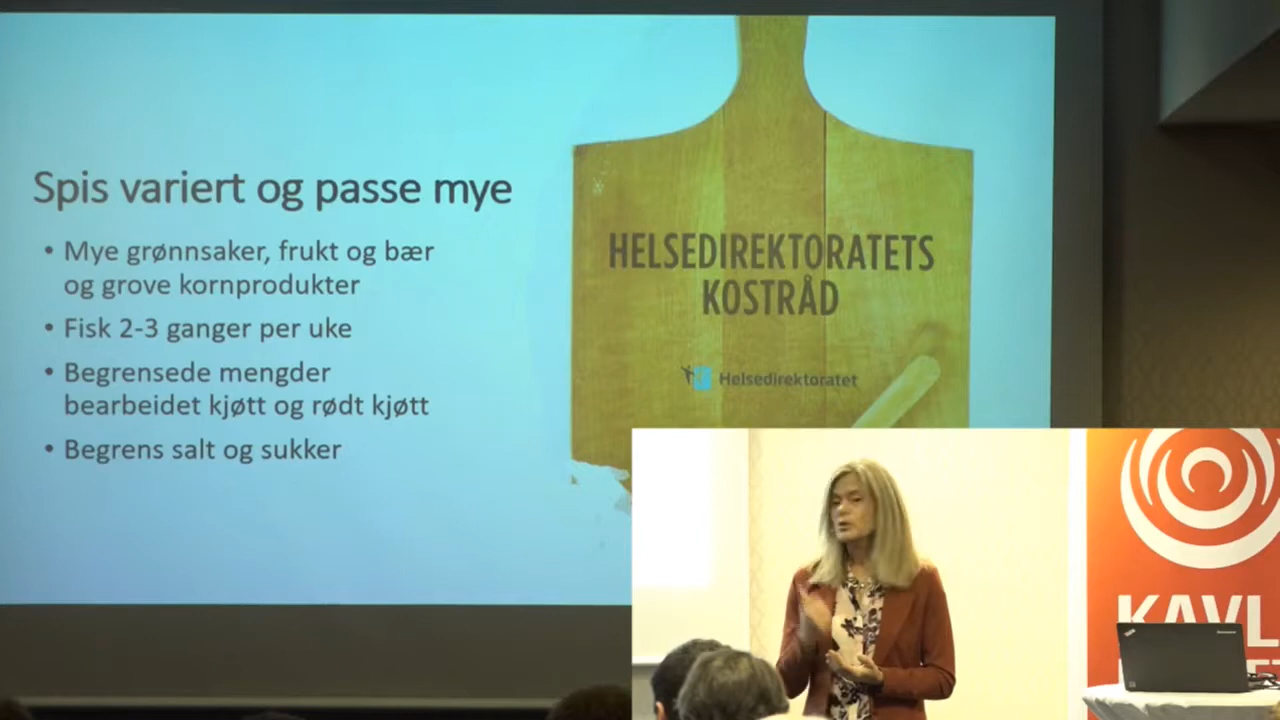 Spis variert og passe mye
• Mye grønnsaker, frukt og bær
og grove kornprodukter
• Fisk 2-3 ganger per uke
• Begrensede mengder
bearbeidet kjøtt og rødt kjøtt
• Begrens salt og sukker
HELSEDIREKTORATETS
KOSTRÅD
Helsedirektoratet
KAVL